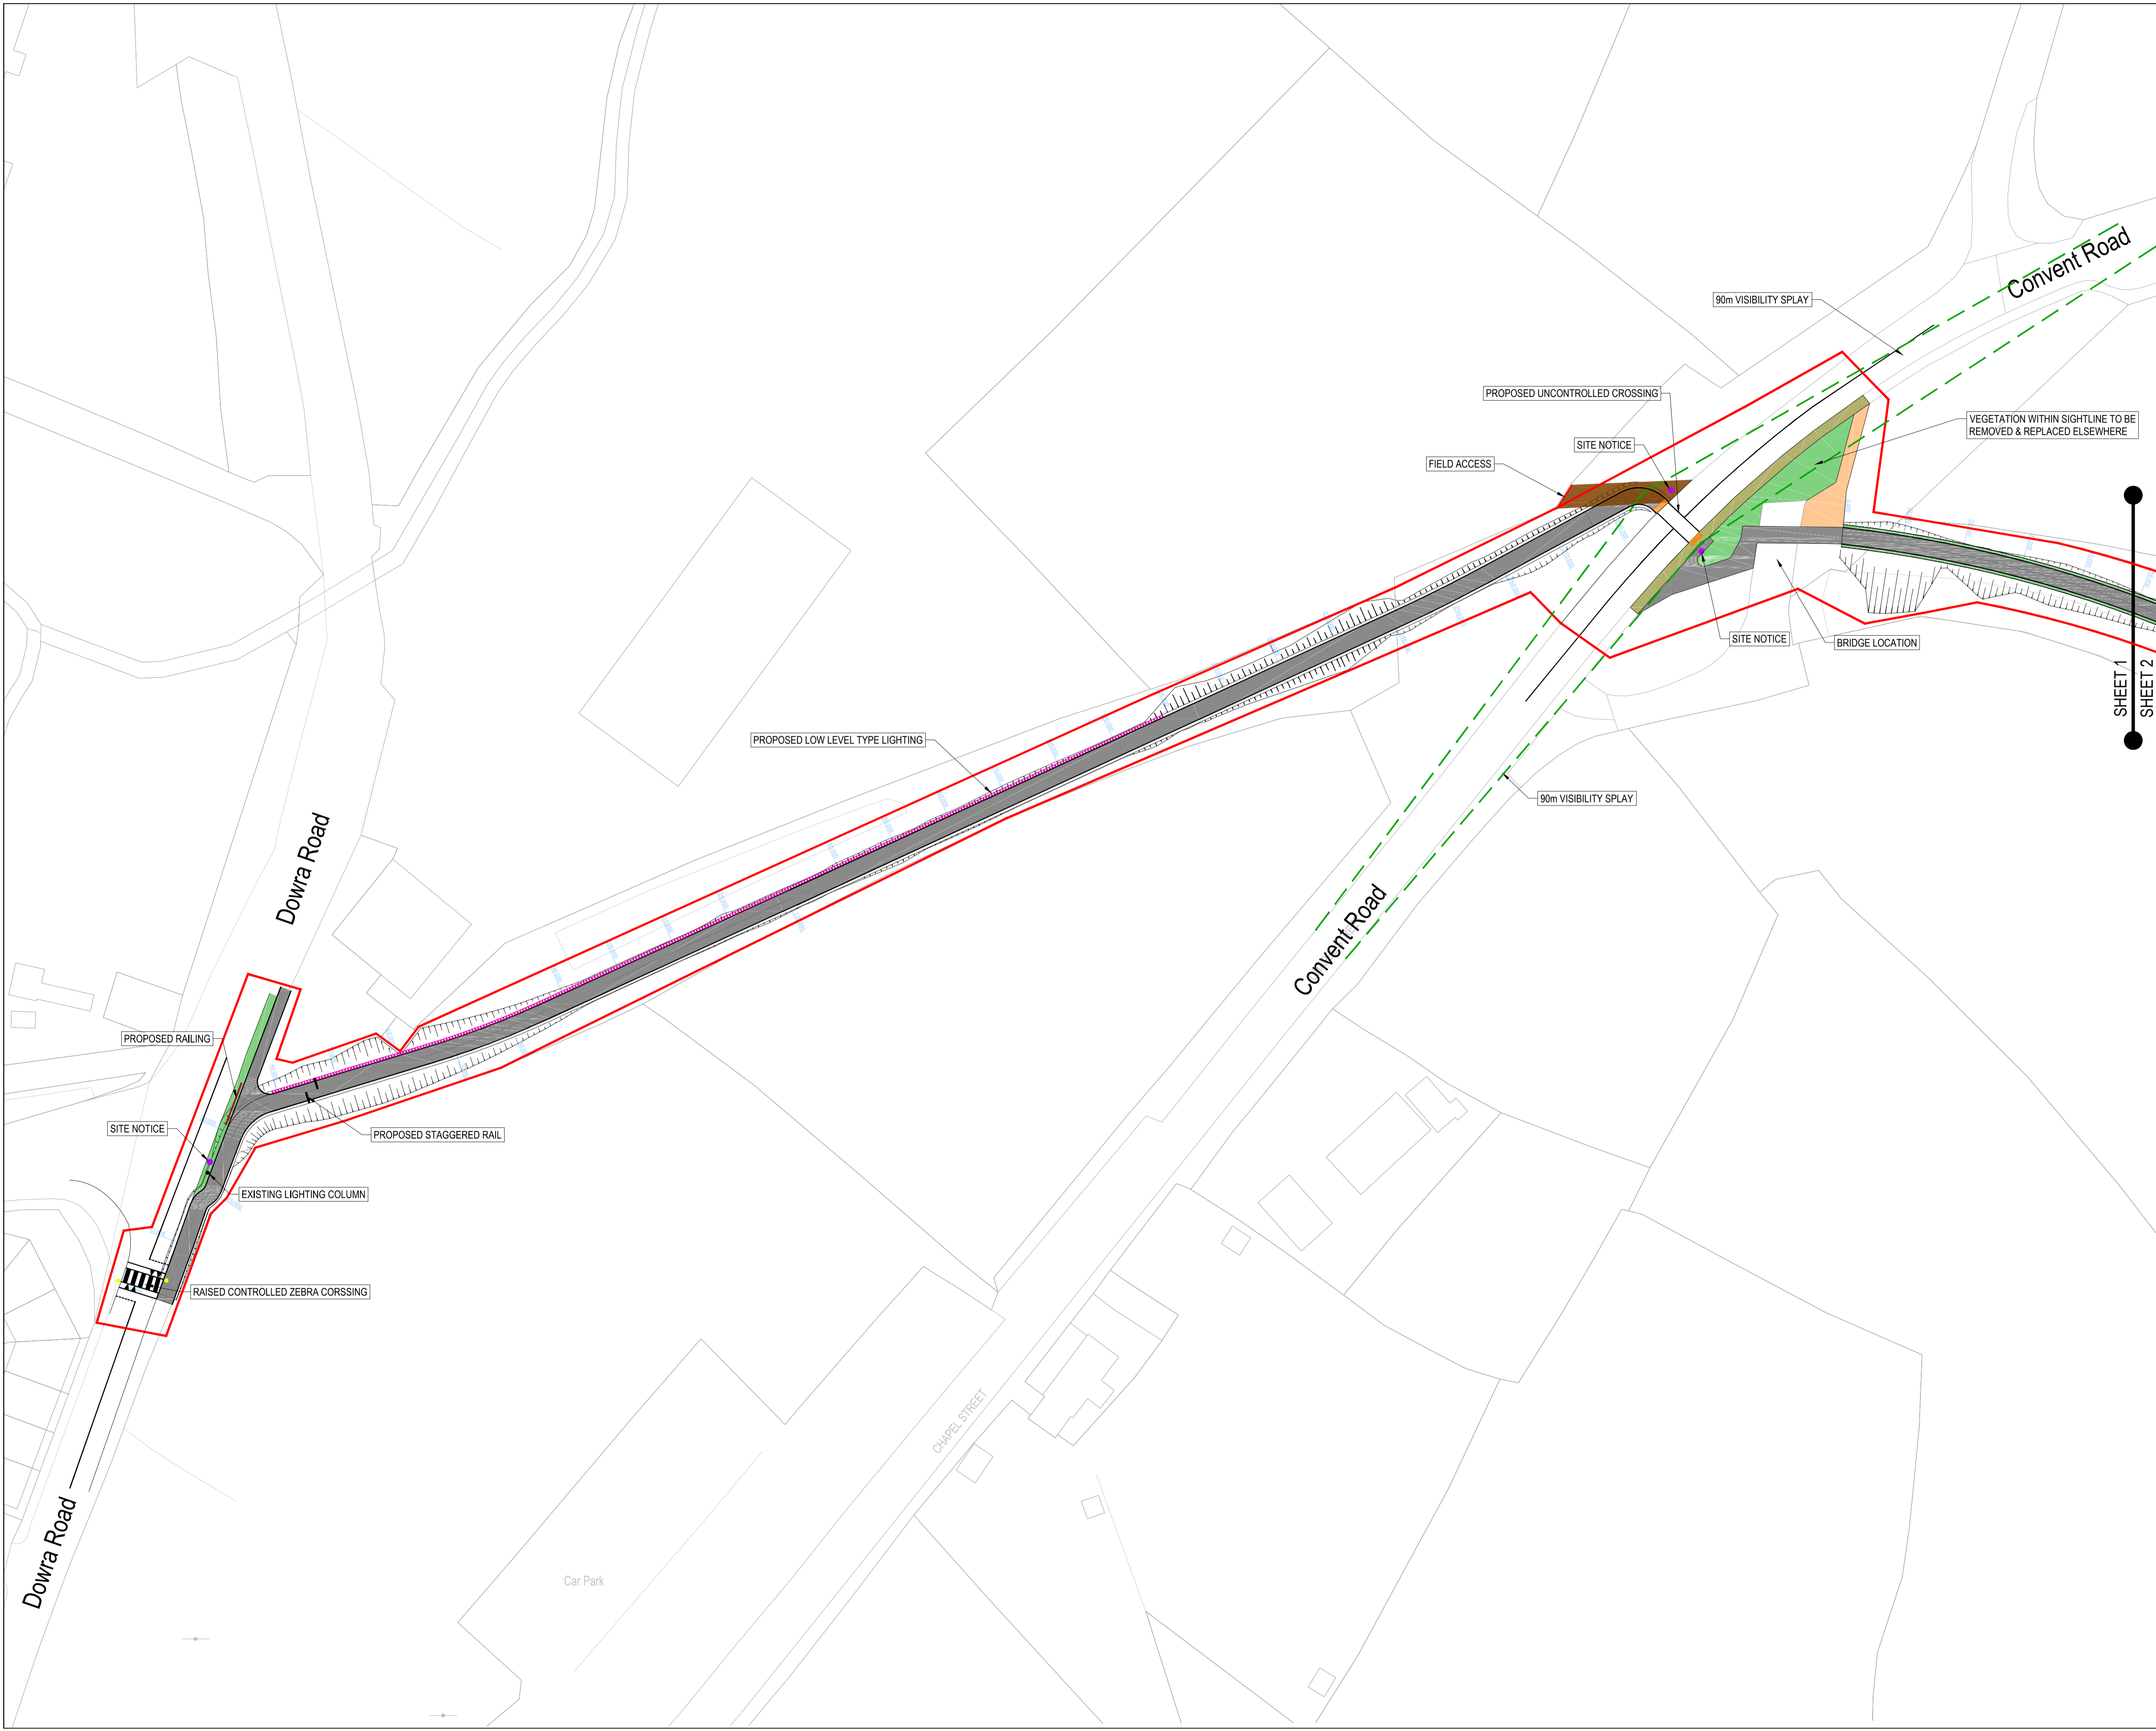 Convent Road
90m VISIBILITY SPLAY
PROPOSED UNCONTROLLED CROSSING
VEGETATION WITHIN SIGHTLINE TO BE
REMOVED & REPLACED ELSEWHERE
SITE NOTICE
FIELD ACCESS
SITE NOTICE
BRIDGE LOCATION
SHEET 1
SHEET 2
PROPOSED LOW LEVEL TYPE LIGHTING
90m VISIBILITY SPLAY
Dowra Road
Convent Road
PROPOSED RAILING
SITE NOTICE
PROPOSED STAGGERED RAIL
EXISTING LIGHTING COLUMN
RAISED CONTROLLED ZEBRA CORSSING
CHAPEL STREET
Dowra Road
Car Park